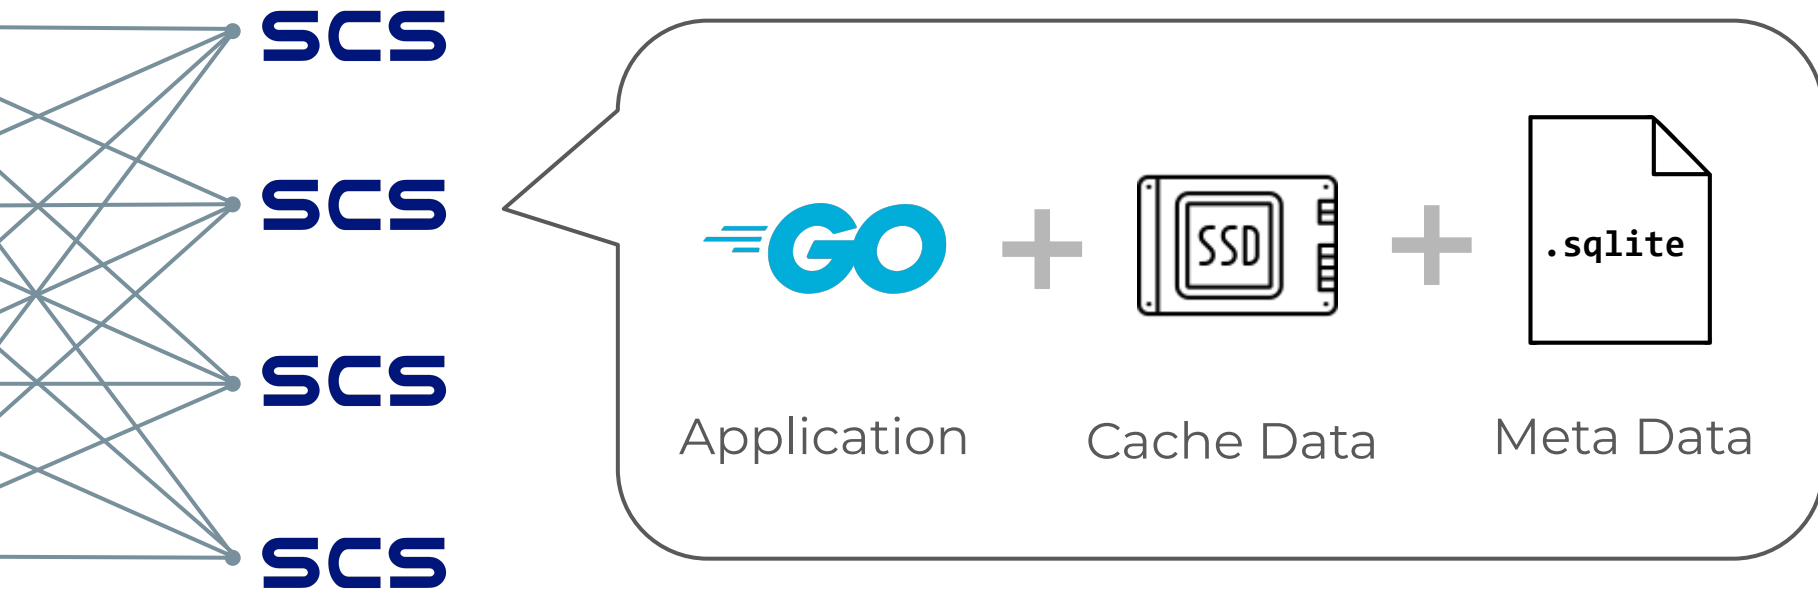 SCS
SCS
SCS
SCS
GO
SSD
.sqlite
Application
Cache Data
Meta Data